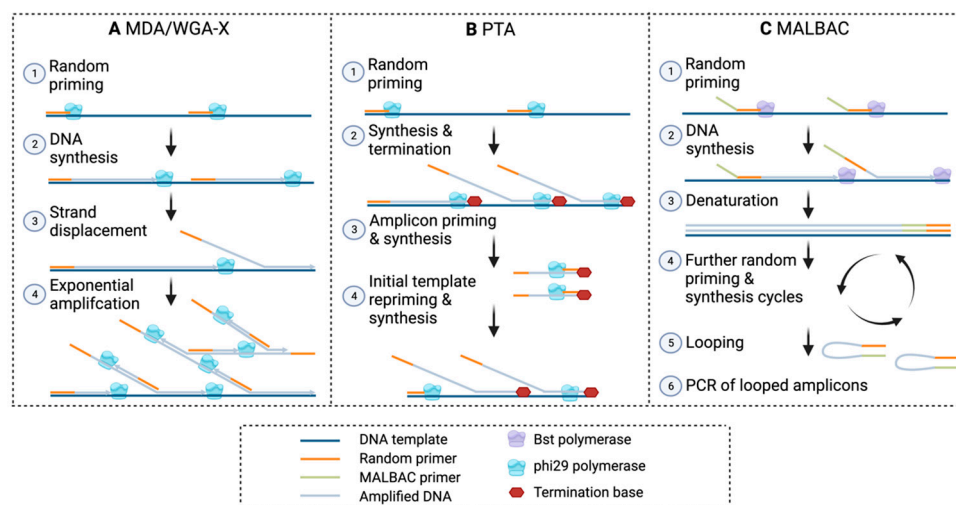 A MDA/WGA-X
1 Random
priming
2 DNA
synthesis
3 Strand
displacement
4 Exponential
amplifcation
B PTA
1 Random
priming
2 Synthesis &
termination
3 Amplicon priming
& synthesis
4 Initial template
repriming &
synthesis
C MALBAC
1 Random
priming
2 DNA
synthesis
3 Denaturation
4 Further random
priming &
synthesis cycles
5 Looping
6 PCR of looped amplicons
DNA template
Random primer
MALBAC primer
Amplified DNA
Bst polymerase
phi29 polymerase
Termination base